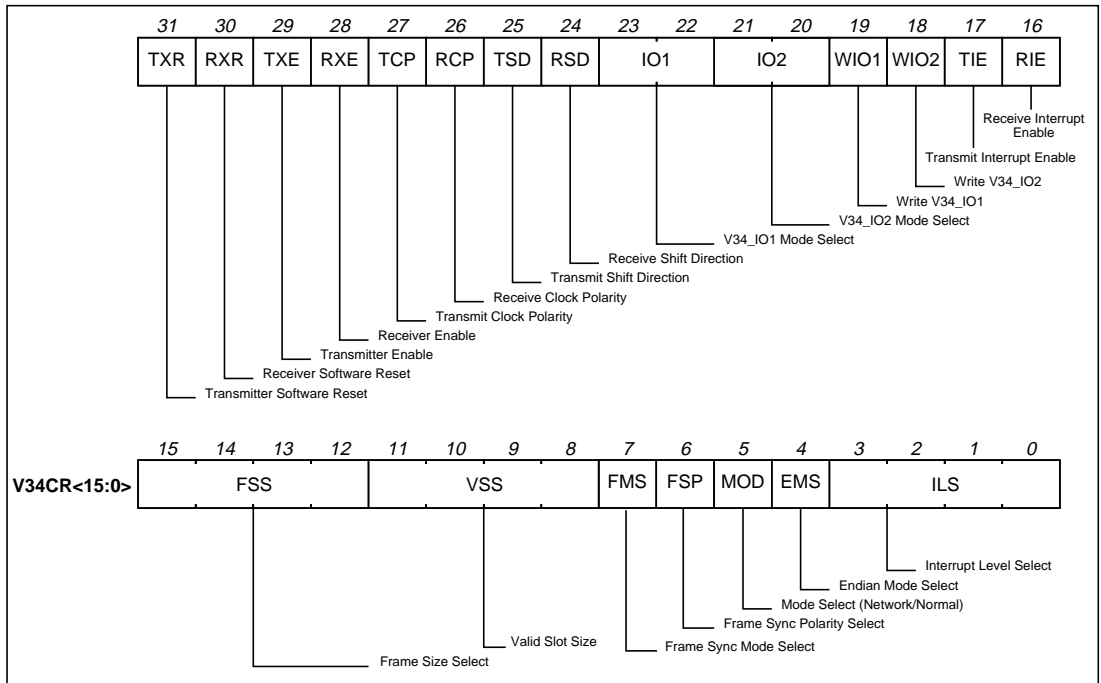 31 30 29 28 27 26 25 24 23 22 21 20 19 18 17 16
TXR RXR TXE RXE TCP RCP TSD RSD IO1 IO2 WIO1 WIO2 TIE RIE
Receive Interrupt
Enable
Transmit Interrupt Enable
Write V34_IO2
Write V34_IO1
V34_IO2 Mode Select
V34_IO1 Mode Select
Receive Shift Direction
Transmit Shift Direction
Receive Clock Polarity
Transmit Clock Polarity
Receiver Enable
Transmitter Enable
Receiver Software Reset
Transmitter Software Reset
15 14 13 12 11 10 9 8 7 6 5 4 3 2 1 0
V34CR<15:0> FSS VSS FMS FSP MOD EMS ILS
Interrupt Level Select
Endian Mode Select
Mode Select (Network/Normal)
Frame Sync Polarity Select
Valid Slot Size
Frame Sync Mode Select
Frame Size Select